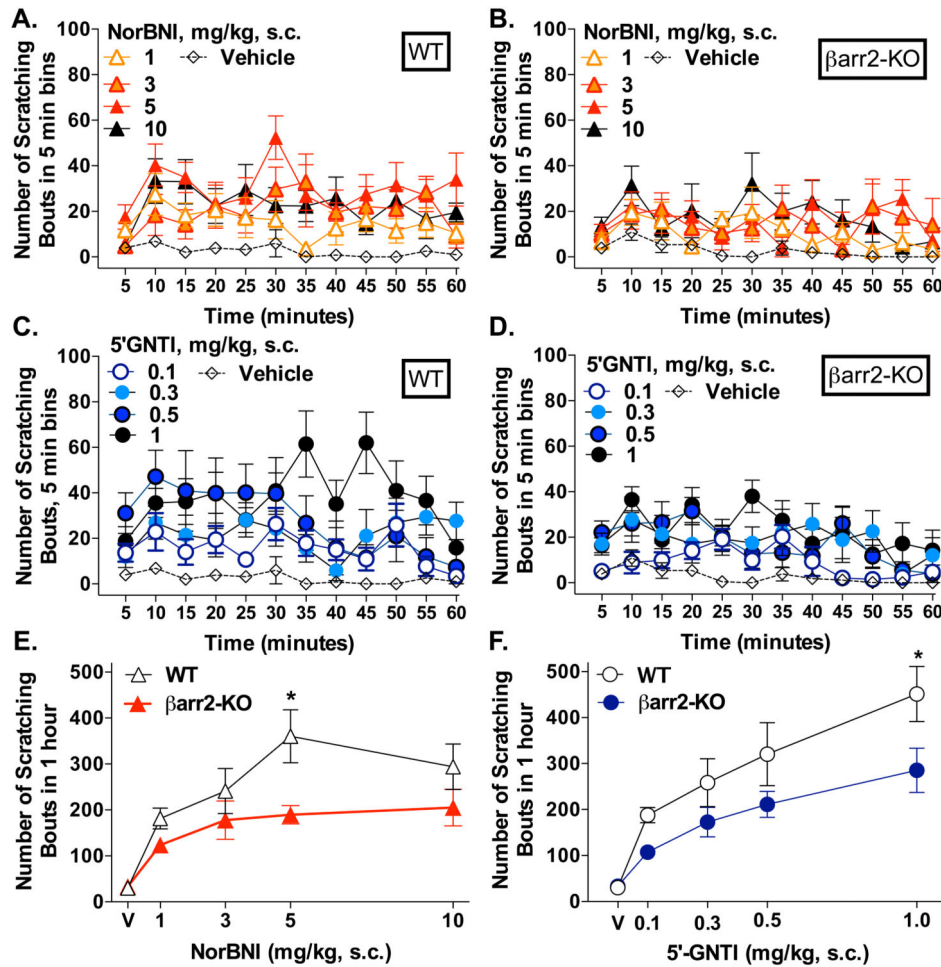 A.
NorBNI, mg/kg, s.c.
1
3
5
10
Vehicle
WT
Number of Scratching
Bouts in 5 min bins
100
80
60
40
20
0
5 10 15 20 25 30 35 40 45 50 55 60
Time (minutes)
B.
NorBNI, mg/kg, s.c.
1
3
5
10
Vehicle
βarr2-KO
Number of Scratching
Bouts in 5 min bins
100
80
60
40
20
0
5 10 15 20 25 30 35 40 45 50 55 60
Time (minutes)
C.
5'GNTI, mg/kg, s.c.
0.1
0.3
0.5
1
Vehicle
WT
Number of Scratching
Bouts, 5 min bins
100
80
60
40
20
0
5 10 15 20 25 30 35 40 45 50 55 60
Time (minutes)
D.
5'GNTI, mg/kg, s.c.
0.1
0.3
0.5
1
Vehicle
βarr2-KO
Number of Scratching
Bouts in 5 min bins
100
80
60
40
20
0
5 10 15 20 25 30 35 40 45 50 55 60
Time (minutes)
E.
WT
βarr2-KO
*
Number of Scratching
Bouts in 1 hour
500
400
300
200
100
0
V 1 3 5 10
NorBNI (mg/kg, s.c.)
F.
WT
βarr2-KO
*
Number of Scratching
Bouts in 1 hour
500
400
300
200
100
0
V 0.1 0.3 0.5 1.0
5'-GNTI (mg/kg, s.c.)